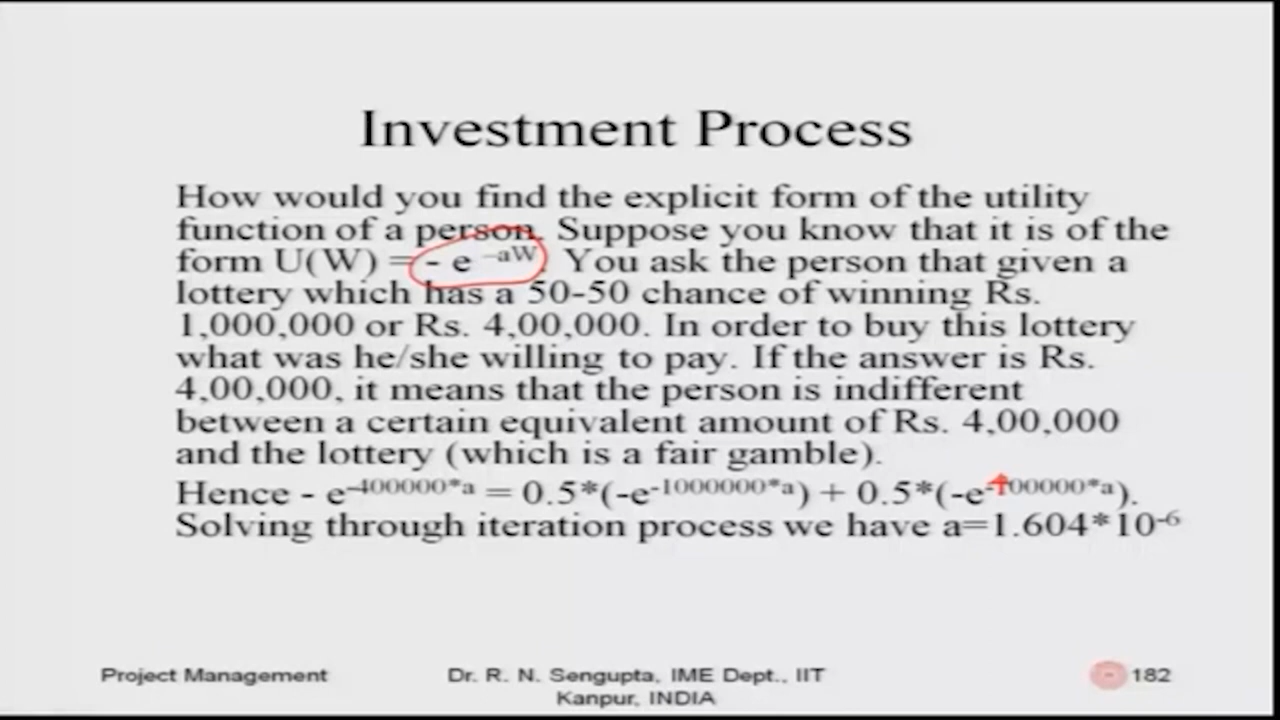 Investment Process
How would you find the explicit form of the utility
function of a person. Suppose you know that it is of the
form U(W) = - e⁻ᵃᵂ. You ask the person that given a
lottery which has a 50-50 chance of winning Rs.
1,000,000 or Rs. 4,00,000. In order to buy this lottery
what was he/she willing to pay. If the answer is Rs.
4,00,000, it means that the person is indifferent
between a certain equivalent amount of Rs. 4,00,000
and the lottery (which is a fair gamble).
Hence - e^-400000*a = 0.5*(-e^-1000000*a) + 0.5*(-e^-100000*a).
Solving through iteration process we have a=1.604*10^-6
Project Management
Dr. R. N. Sengupta, IME Dept., IIT
Kanpur, INDIA
182